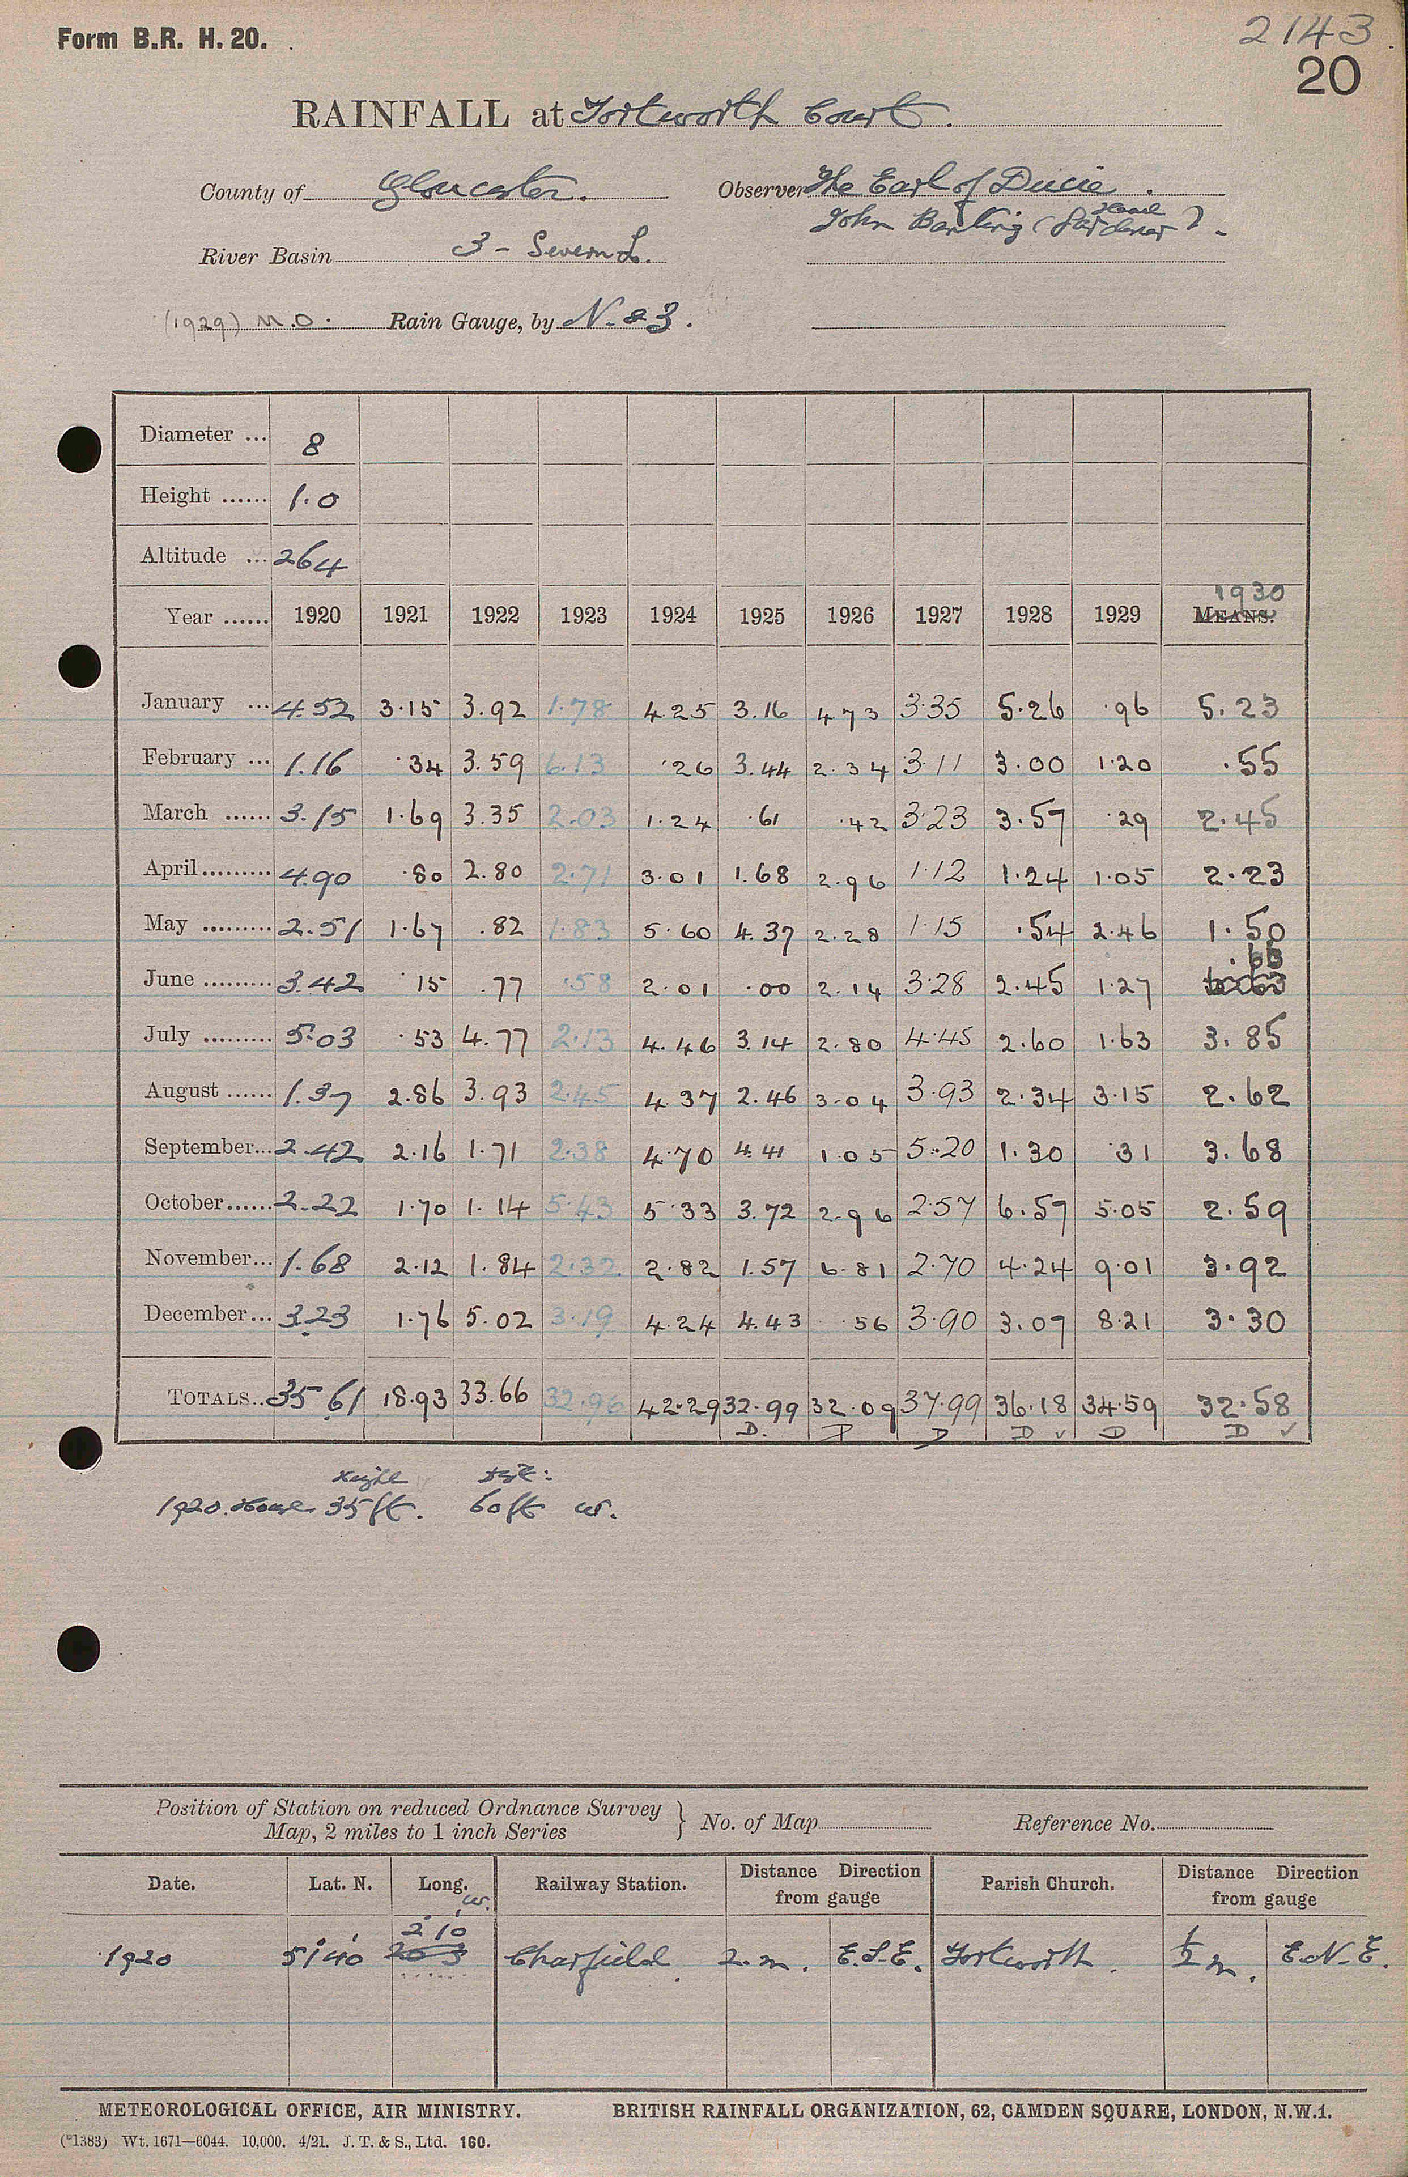 Form B.R. H. 20.
2143
20
RAINFALL at Tortworth Court.
County of Gloucester. Observer The Earl of Ducie.
John Banking (Head Gardener).
River Basin 3 - Severn L.
(1929) M.O. Rain Gauge, by N. & Z.
Diameter ... 8
Height ...... 1.0
Altitude ... 264
Year ...... 1920 1921 1922 1923 1924 1925 1926 1927 1928 1929 MEANS. 1930
January ... 4.52 3.15 3.92 1.78 4.25 3.16 4.73 3.35 5.26 .96 5.23
February ... 1.16 .34 3.59 6.13 .26 3.44 2.34 3.11 3.00 1.20 .55
March ...... 3.15 1.69 3.35 2.03 1.24 .61 .42 3.23 3.57 .29 2.45
April......... 4.90 .80 2.80 2.71 3.01 1.68 2.96 1.12 1.24 1.05 2.23
May ......... 2.51 1.67 .82 1.83 5.60 4.37 2.28 1.15 .54 2.46 1.50
June ......... 3.42 .15 .77 .58 2.01 .00 2.14 3.28 2.45 1.27 .66
July ......... 5.03 .53 4.77 2.13 4.46 3.14 2.80 4.45 2.60 1.63 3.85
August ...... 1.37 2.86 3.93 2.45 4.37 2.46 3.04 3.93 2.34 3.15 2.62
September... 2.42 2.16 1.71 2.38 4.70 4.41 1.05 5.20 1.30 .31 3.68
October...... 2.22 1.70 1.14 5.43 5.33 3.72 2.96 2.57 6.57 5.05 2.59
November... 1.68 2.12 1.84 2.32 2.82 1.57 6.81 2.70 4.24 9.01 3.92
December... 3.23 1.76 5.02 3.19 4.24 4.43 .56 3.90 3.07 8.21 3.30
TOTALS.. 35.61 18.93 33.66 32.96 42.29 32.99 32.09 37.99 36.18 34.59 32.58
D. D D D ✓ D D ✓
Height dist:
1920. House 35ft. 60ft W.
Position of Station on reduced Ordnance Survey
Map, 2 miles to 1 inch Series } No. of Map Reference No.
Date. Lat. N. Long. W. Railway Station. Distance Direction from gauge Parish Church. Distance Direction from gauge
2° 10'
1920 51° 40' Charfield 2 m. E.S.E. Tortworth ½ m. E.N.E.
METEOROLOGICAL OFFICE, AIR MINISTRY. BRITISH RAINFALL ORGANIZATION, 62, CAMDEN SQUARE, LONDON, N.W.1.
(*1383) Wt. 1671—6044. 10,000. 4/21. J. T. & S., Ltd. 160.